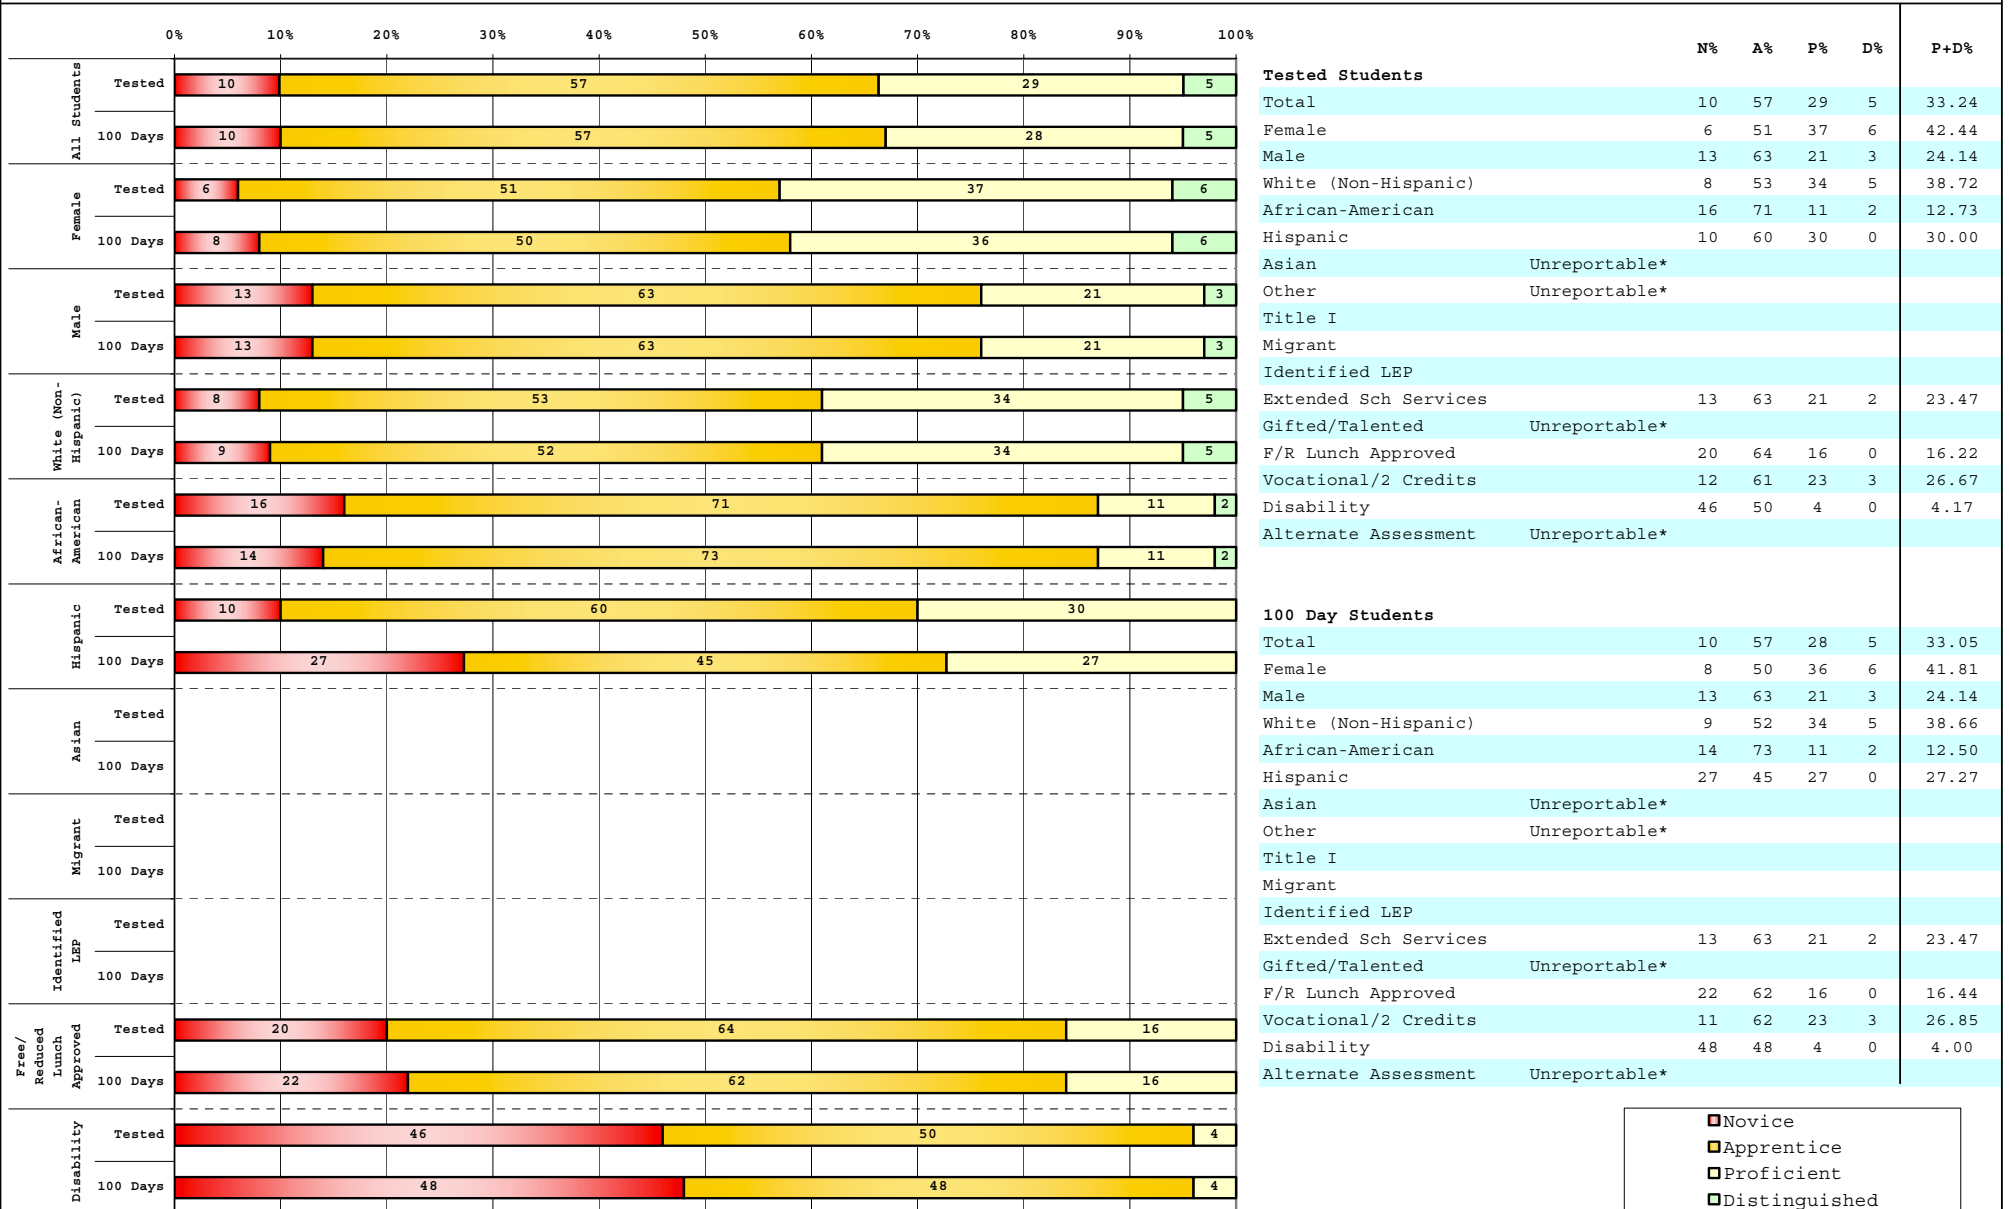 0% 10% 20% 30% 40% 50% 60% 70% 80% 90% 100%
All Students
Tested 10 57 29 5
100 Days 10 57 28 5
Female
Tested 6 51 37 6
100 Days 8 50 36 6
Male
Tested 13 63 21 3
100 Days 13 63 21 3
White (Non-
Hispanic)
Tested 8 53 34 5
100 Days 9 52 34 5
African-
American
Tested 16 71 11 2
100 Days 14 73 11 2
Hispanic
Tested 10 60 30
100 Days 27 45 27
Asian
Tested
100 Days
Migrant
Tested
100 Days
Identified
LEP
Tested
100 Days
Free/
Reduced
Lunch
Approved
Tested 20 64 16
100 Days 22 62 16
Disability
Tested 46 50 4
100 Days 48 48 4
N% A% P% D% P+D%
Tested Students
Total 10 57 29 5 33.24
Female 6 51 37 6 42.44
Male 13 63 21 3 24.14
White (Non-Hispanic) 8 53 34 5 38.72
African-American 16 71 11 2 12.73
Hispanic 10 60 30 0 30.00
Asian Unreportable*
Other Unreportable*
Title I
Migrant
Identified LEP
Extended Sch Services 13 63 21 2 23.47
Gifted/Talented Unreportable*
F/R Lunch Approved 20 64 16 0 16.22
Vocational/2 Credits 12 61 23 3 26.67
Disability 46 50 4 0 4.17
Alternate Assessment Unreportable*
100 Day Students
Total 10 57 28 5 33.05
Female 8 50 36 6 41.81
Male 13 63 21 3 24.14
White (Non-Hispanic) 9 52 34 5 38.66
African-American 14 73 11 2 12.50
Hispanic 27 45 27 0 27.27
Asian Unreportable*
Other Unreportable*
Title I
Migrant
Identified LEP
Extended Sch Services 13 63 21 2 23.47
Gifted/Talented Unreportable*
F/R Lunch Approved 22 62 16 0 16.44
Vocational/2 Credits 11 62 23 3 26.85
Disability 48 48 4 0 4.00
Alternate Assessment Unreportable*
Novice
Apprentice
Proficient
Distinguished